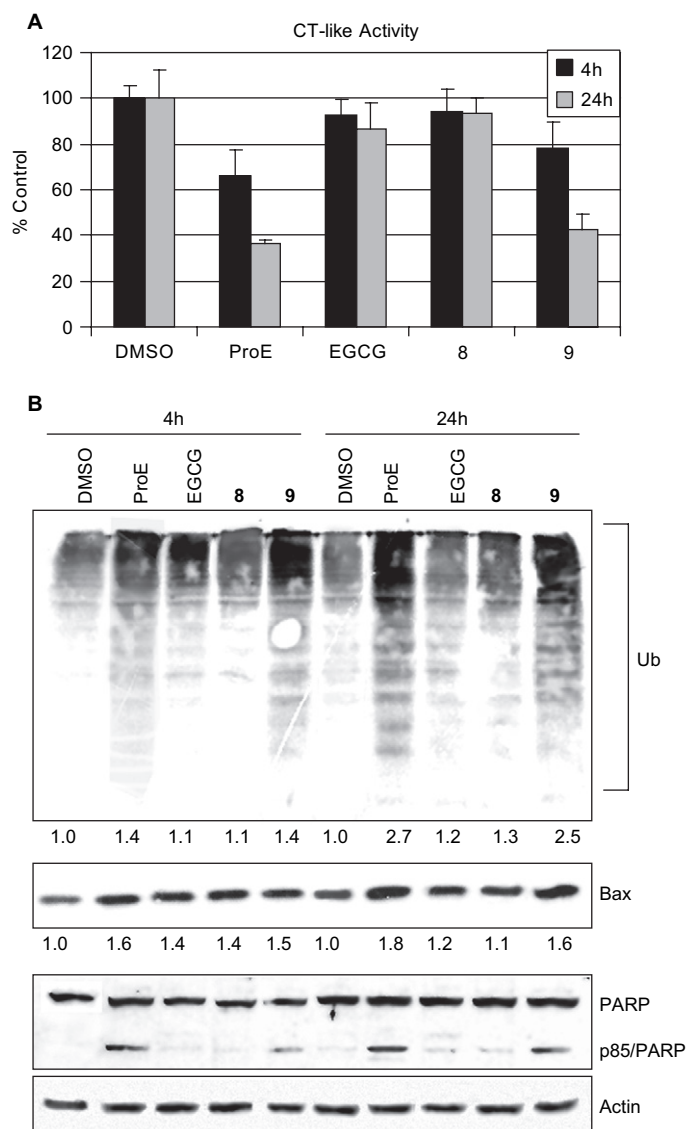 A
CT-like Activity
120
100
80
60
40
20
0
% Control
4h
24h
DMSO ProE EGCG 8 9
B
4h 24h
DMSO ProE EGCG 8 9 DMSO ProE EGCG 8 9
Ub
1.0 1.4 1.1 1.1 1.4 1.0 2.7 1.2 1.3 2.5
Bax
1.0 1.6 1.4 1.4 1.5 1.0 1.8 1.2 1.1 1.6
PARP
p85/PARP
Actin